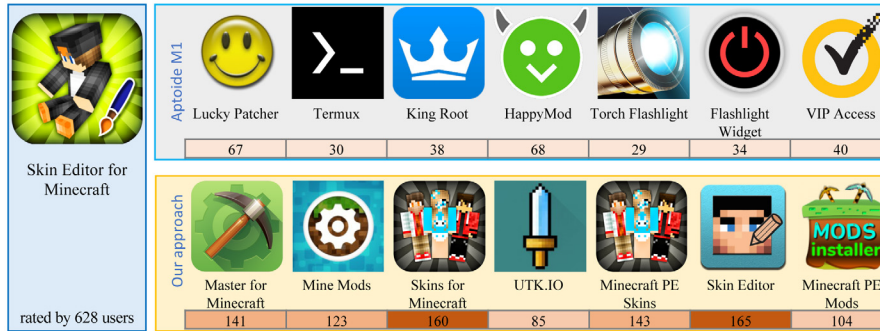 Skin Editor for
Minecraft
rated by 628 users
Aptoide M1
Lucky Patcher
Termux
King Root
HappyMod
Torch Flashlight
Flashlight
Widget
VIP Access
67
30
38
68
29
34
40
Our approach
MODS
installer
Master for
Minecraft
Mine Mods
Skins for
Minecraft
UTK.IO
Minecraft PE
Skins
Skin Editor
Minecraft PE
Mods
141
123
160
85
143
165
104